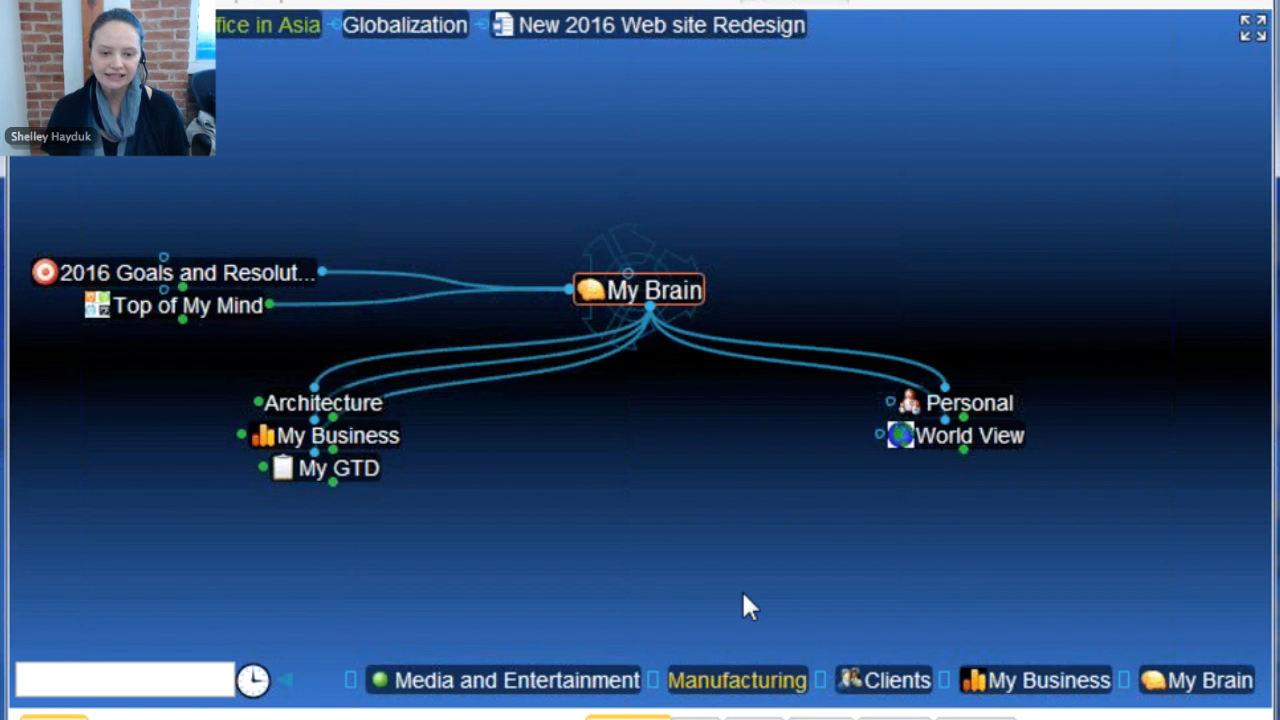 fice in Asia Globalization New 2016 Web site Redesign
Shelley Hayduk
2016 Goals and Resolut...
My Brain
Top of My Mind
Architecture
Personal
My Business
World View
My GTD
Media and Entertainment Manufacturing Clients My Business My Brain